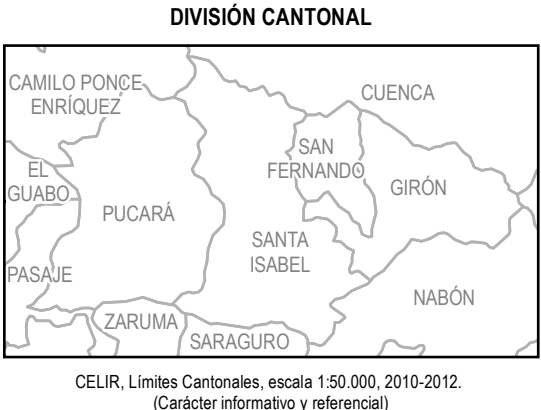 DIVISIÓN CANTONAL
CAMILO PONCE
ENRÍQUEZ
CUENCA
SAN
FERNANDO
EL
GUABO
GIRÓN
PUCARÁ
SANTA
ISABEL
PASAJE
NABÓN
ZARUMA
SARAGURO
CELIR, Límites Cantonales, escala 1:50.000, 2010-2012.
(Carácter informativo y referencial)